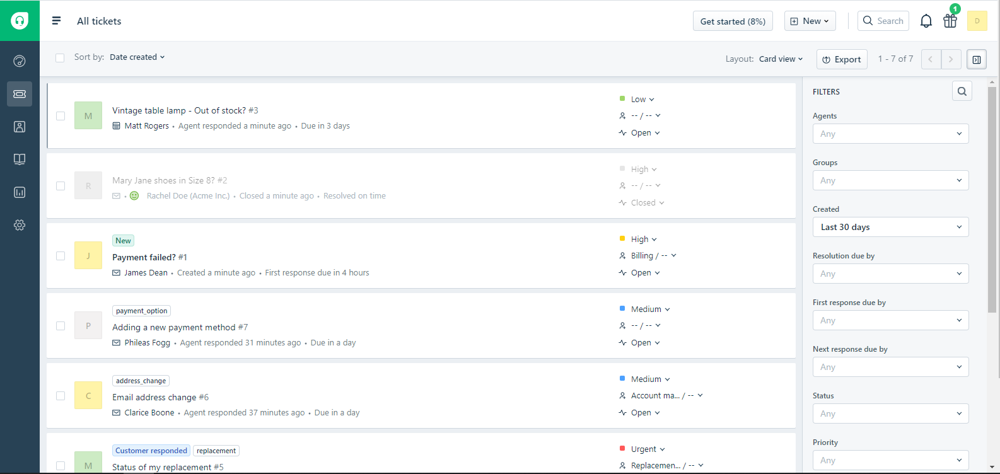 All tickets
Get started (8%)
New
Search
1
D
Sort by: Date created
Layout: Card view
Export
1 - 7 of 7
M
Vintage table lamp - Out of stock? #3
Matt Rogers • Agent responded a minute ago • Due in 3 days
Low
-- / --
Open
R
Mary Jane shoes in Size 8? #2
• Rachel Doe (Acme Inc.) • Closed a minute ago • Resolved on time
High
-- / --
Closed
J
New
Payment failed? #1
James Dean • Created a minute ago • First response due in 4 hours
High
Billing / --
Open
P
payment_option
Adding a new payment method #7
Phileas Fogg • Agent responded 31 minutes ago • Due in a day
Medium
-- / --
Open
C
address_change
Email address change #6
Clarice Boone • Agent responded 37 minutes ago • Due in a day
Medium
Account ma... / --
Open
M
Customer responded replacement
Status of my replacement #5
Urgent
Replacemen... / --
FILTERS
Agents
Any
Groups
Any
Created
Last 30 days
Resolution due by
Any
First response due by
Any
Next response due by
Any
Status
Any
Priority
Any